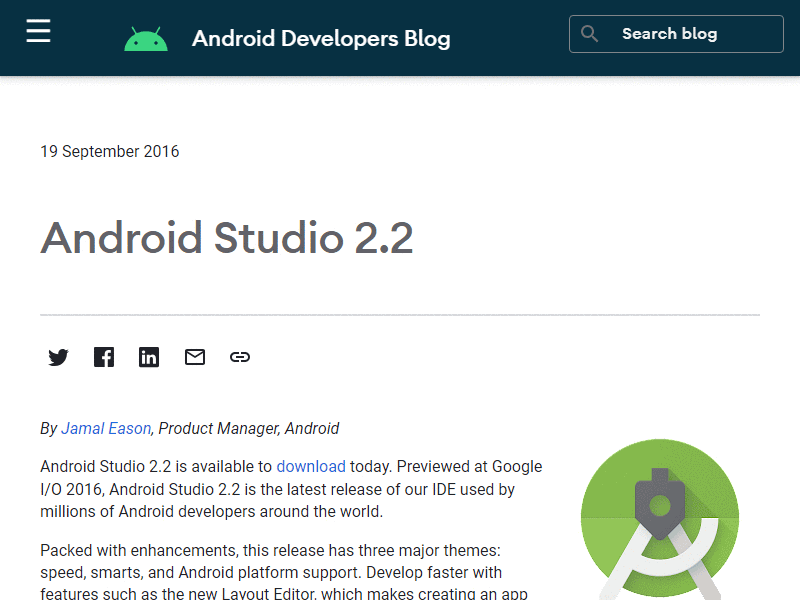 Android Developers Blog
Search blog
19 September 2016
Android Studio 2.2
By Jamal Eason, Product Manager, Android
Android Studio 2.2 is available to download today. Previewed at Google
I/O 2016, Android Studio 2.2 is the latest release of our IDE used by
millions of Android developers around the world.
Packed with enhancements, this release has three major themes:
speed, smarts, and Android platform support. Develop faster with
features such as the new Layout Editor, which makes creating an app